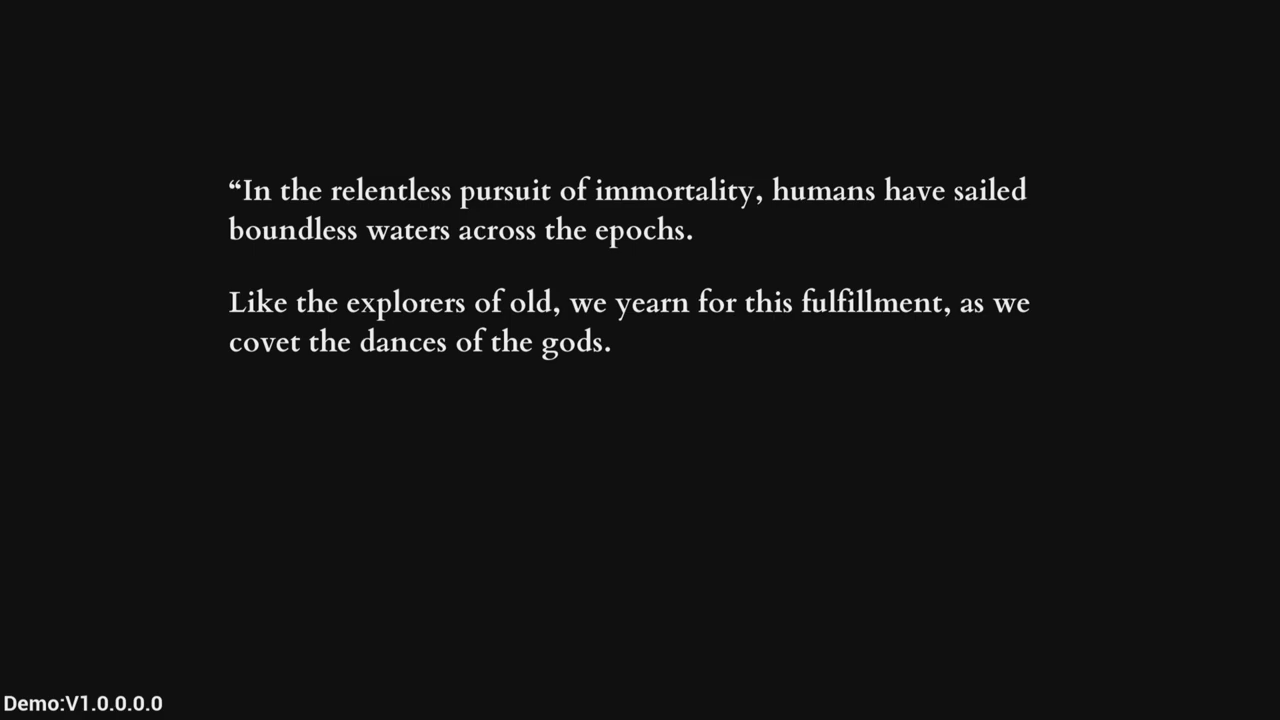 “In the relentless pursuit of immortality, humans have sailed
boundless waters across the epochs.
Like the explorers of old, we yearn for this fulfillment, as we
covet the dances of the gods.
Demo:V1.0.0.0.0